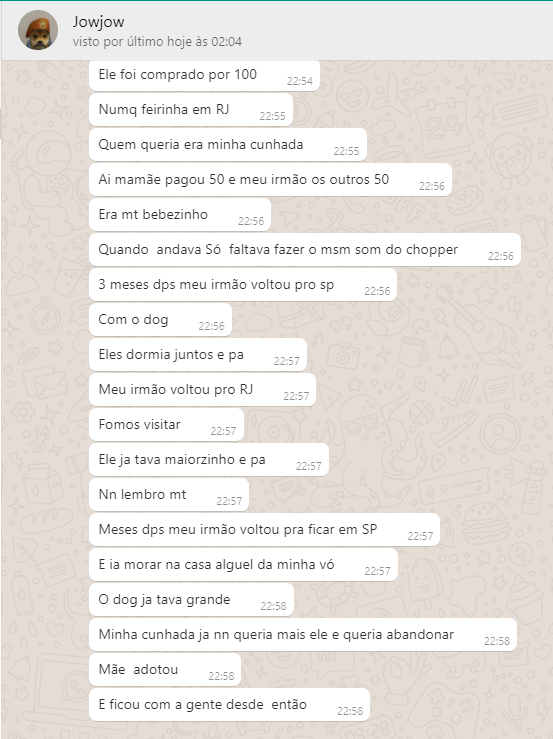 Jowjow
visto por último hoje às 02:04
Ele foi comprado por 100 22:54
Numq feirinha em RJ 22:55
Quem queria era minha cunhada 22:55
Ai mamãe pagou 50 e meu irmão os outros 50 22:56
Era mt bebezinho 22:56
Quando andava Só faltava fazer o msm som do chopper 22:56
3 meses dps meu irmão voltou pro sp 22:56
Com o dog 22:56
Eles dormia juntos e pa 22:57
Meu irmão voltou pro RJ 22:57
Fomos visitar 22:57
Ele ja tava maiorzinho e pa 22:57
Nn lembro mt 22:57
Meses dps meu irmão voltou pra ficar em SP 22:57
E ia morar na casa alguel da minha vó 22:57
O dog ja tava grande 22:58
Minha cunhada ja nn queria mais ele e queria abandonar 22:58
Mãe adotou 22:58
E ficou com a gente desde então 22:58